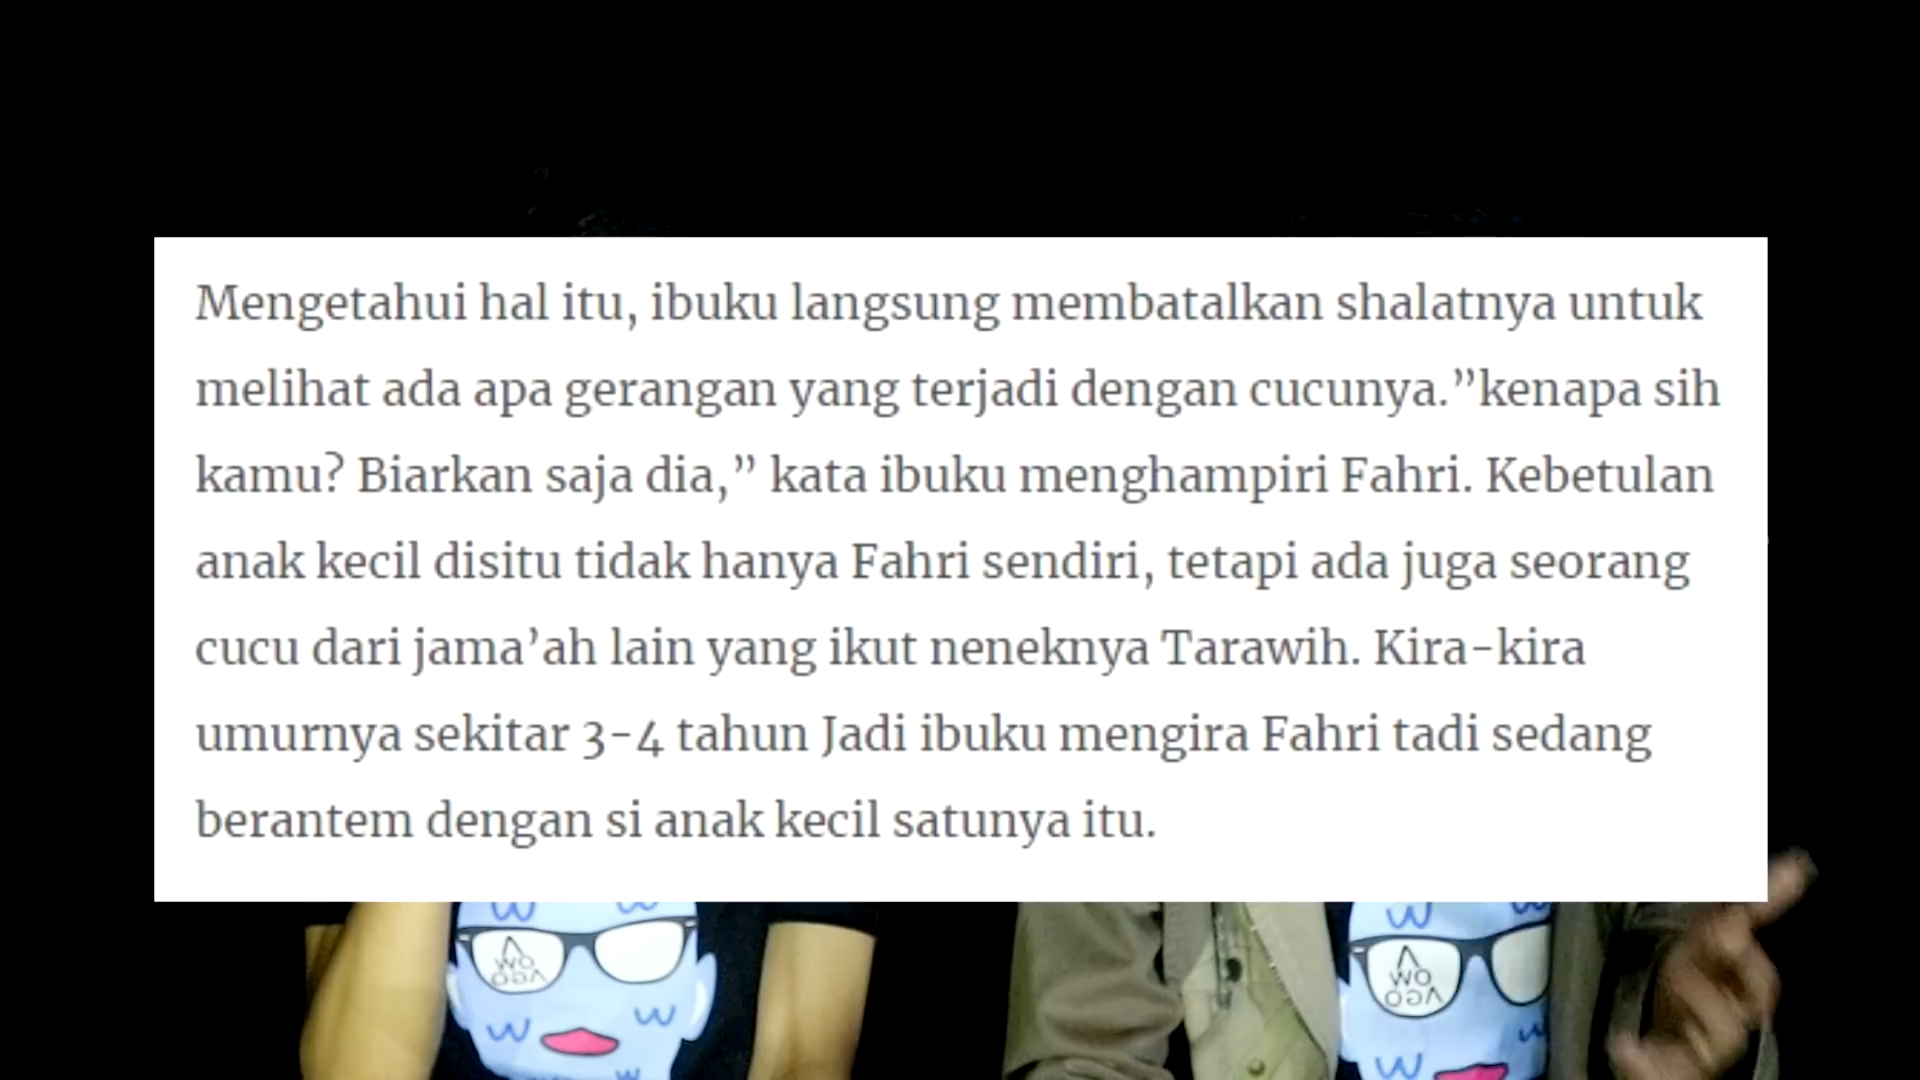 Mengetahui hal itu, ibuku langsung membatalkan shalatnya untuk
melihat ada apa gerangan yang terjadi dengan cucunya.”kenapa sih
kamu? Biarkan saja dia,” kata ibuku menghampiri Fahri. Kebetulan
anak kecil disitu tidak hanya Fahri sendiri, tetapi ada juga seorang
cucu dari jama’ah lain yang ikut neneknya Tarawih. Kira-kira
umurnya sekitar 3-4 tahun Jadi ibuku mengira Fahri tadi sedang
berantem dengan si anak kecil satunya itu.